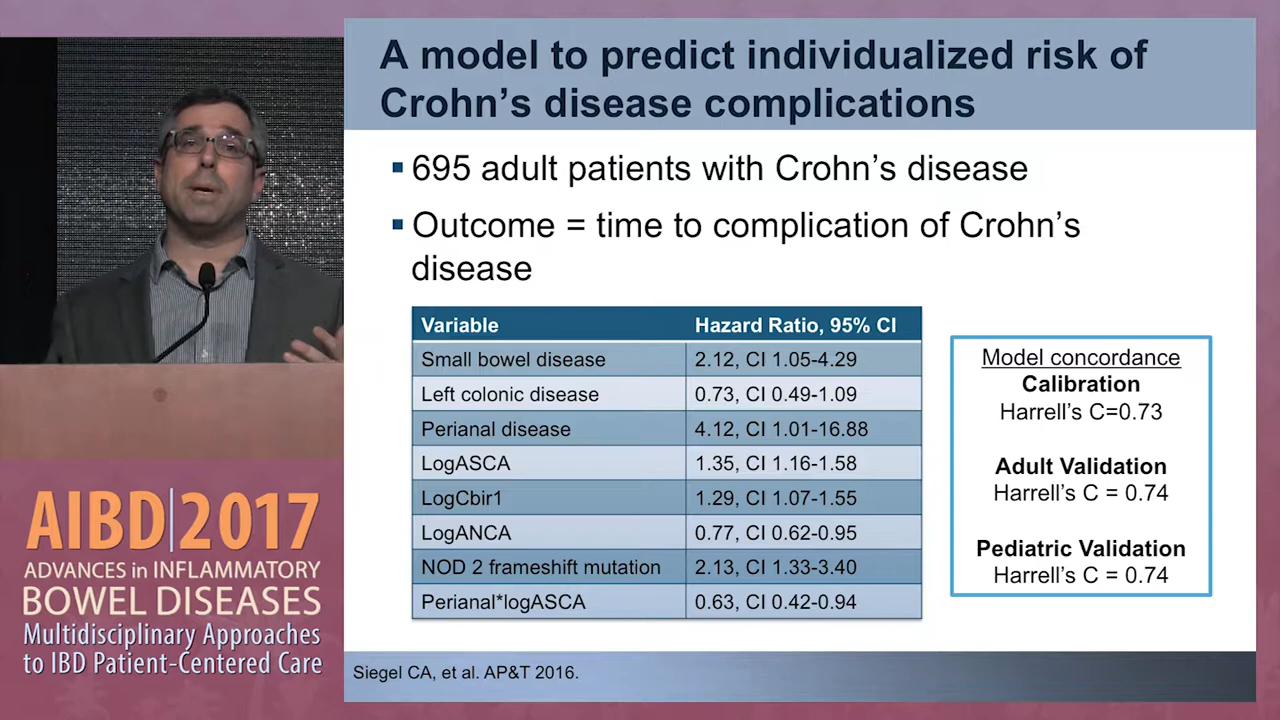 A model to predict individualized risk of
Crohn's disease complications
▪ 695 adult patients with Crohn's disease
▪ Outcome = time to complication of Crohn's
disease
Variable Hazard Ratio, 95% CI
Small bowel disease 2.12, CI 1.05-4.29
Left colonic disease 0.73, CI 0.49-1.09
Perianal disease 4.12, CI 1.01-16.88
LogASCA 1.35, CI 1.16-1.58
LogCbir1 1.29, CI 1.07-1.55
LogANCA 0.77, CI 0.62-0.95
NOD 2 frameshift mutation 2.13, CI 1.33-3.40
Perianal*logASCA 0.63, CI 0.42-0.94
Model concordance
Calibration
Harrell's C=0.73
Adult Validation
Harrell's C = 0.74
Pediatric Validation
Harrell's C = 0.74
Siegel CA, et al. AP&T 2016.
AIBD|2017
ADVANCES in INFLAMMATORY
BOWEL DISEASES
Multidisciplinary Approaches
to IBD Patient-Centered Care